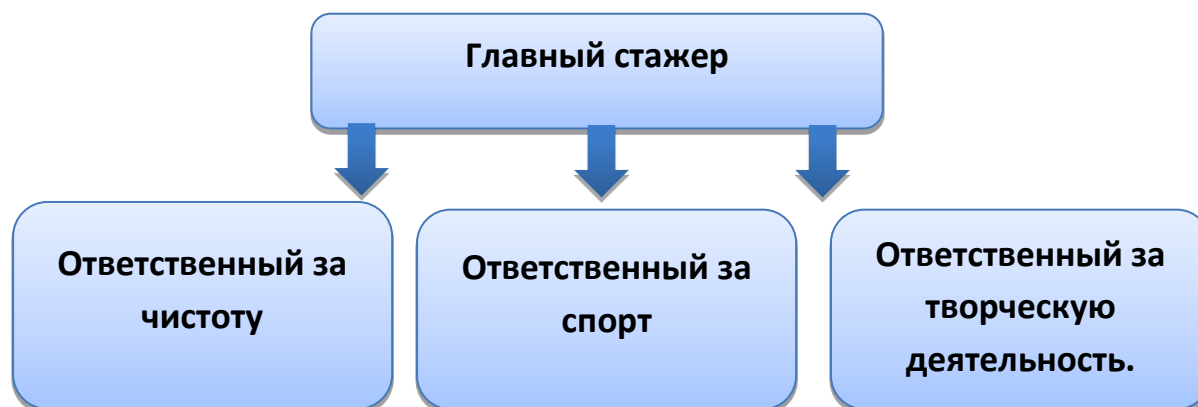 Главный стажер
Ответственный за
чистоту
Ответственный за
спорт
Ответственный за
творческую
деятельность.